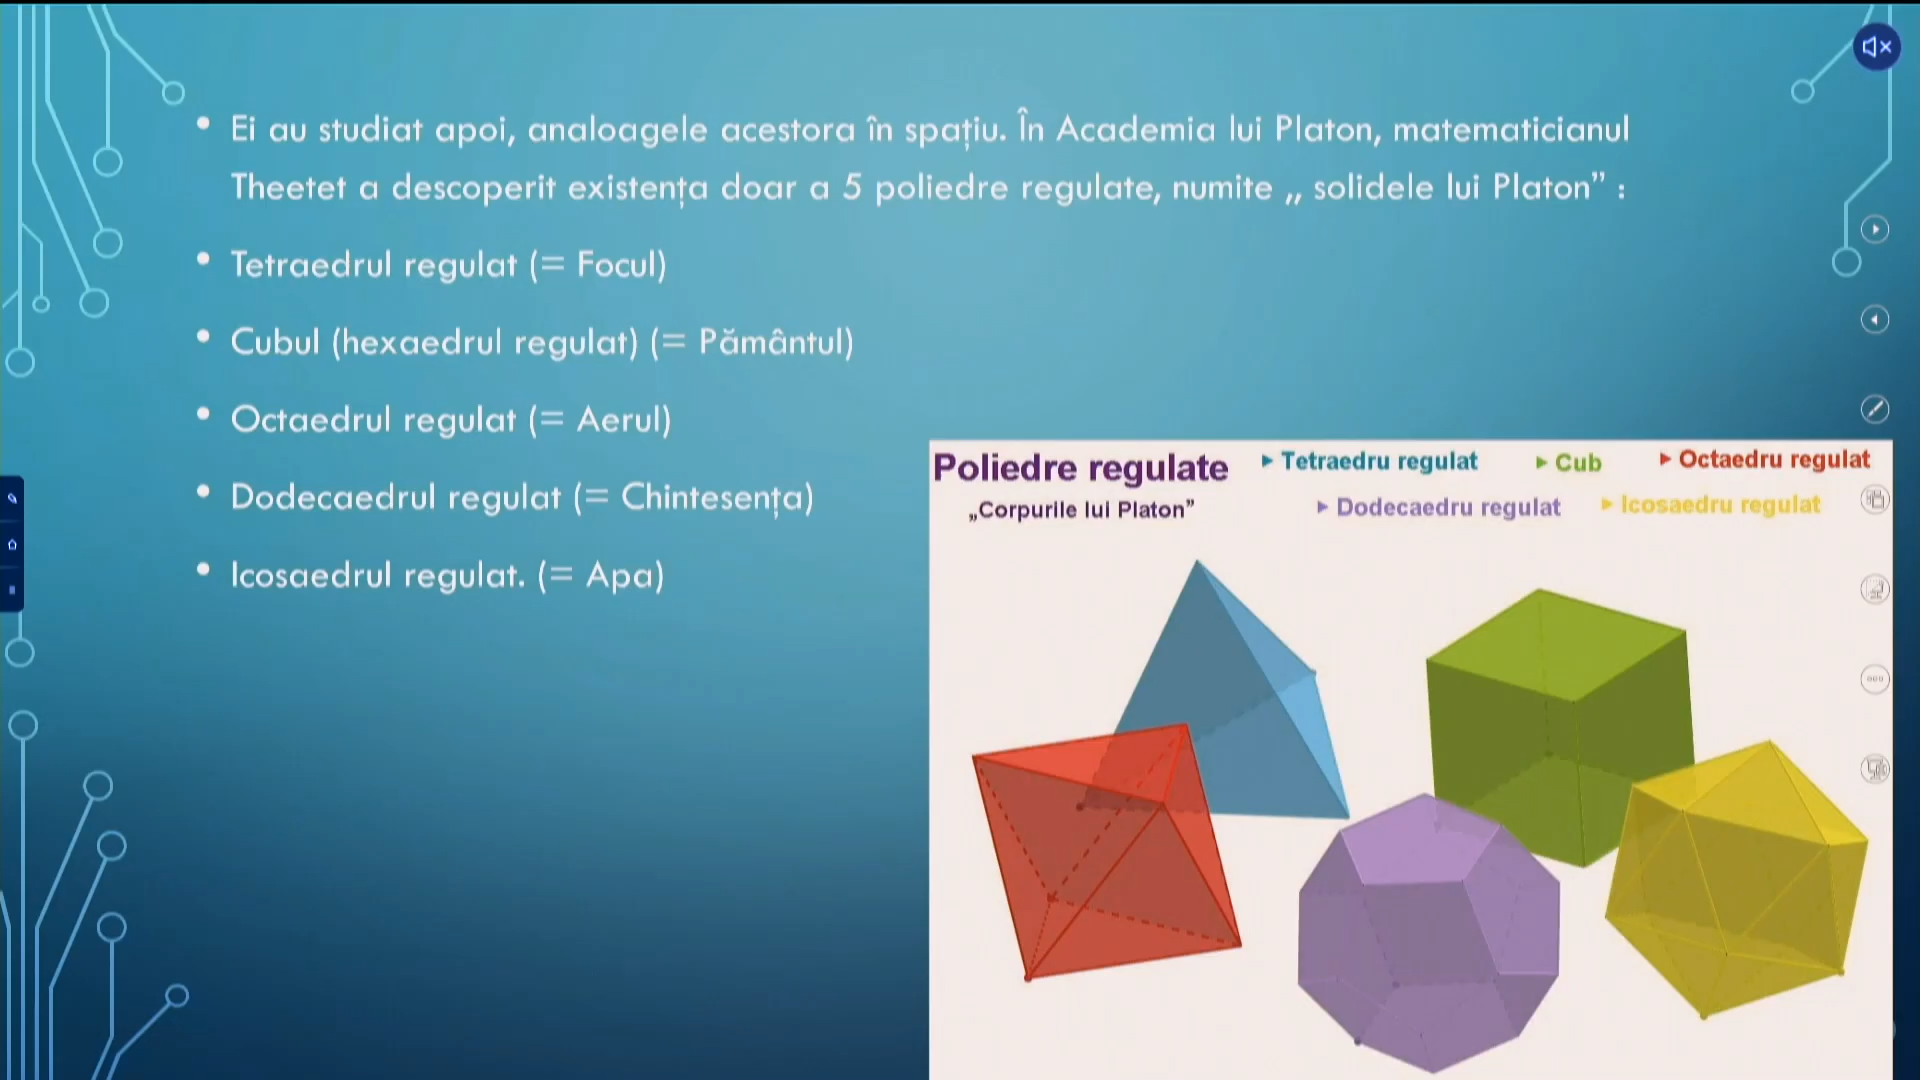 • Ei au studiat apoi, analoagele acestora în spațiu. În Academia lui Platon, matematicianul
Theetet a descoperit existența doar a 5 poliedre regulate, numite „ solidele lui Platon” :
• Tetraedrul regulat (= Focul)
• Cubul (hexaedrul regulat) (= Pământul)
• Octaedrul regulat (= Aerul)
• Dodecaedrul regulat (= Chintesența)
• Icosaedrul regulat. (= Apa)
Poliedre regulate
„Corpurile lui Platon”
Tetraedru regulat
Cub
Octaedru regulat
Dodecaedru regulat
Icosaedru regulat